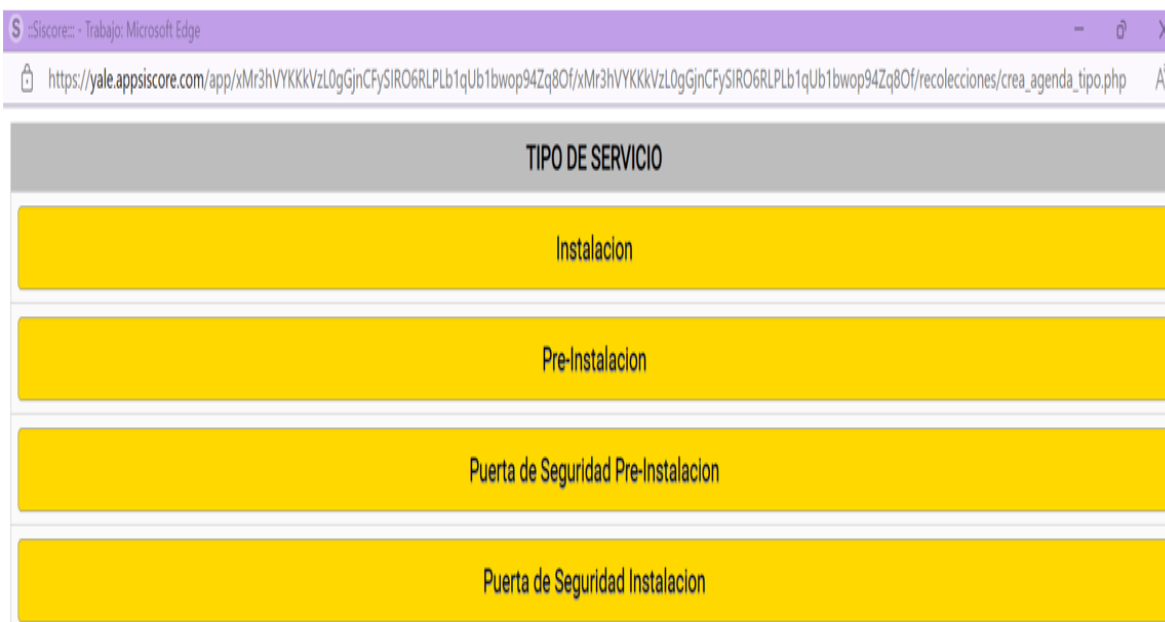 S ::Siscore::: - Trabajo: Microsoft Edge
https://yale.appsiscore.com/app/xMr3hVYKKkVzL0gGjnCFySIRO6RLPLb1qUb1bwop94Zq8Of/xMr3hVYKKkVzL0gGjnCFySIRO6RLPLb1qUb1bwop94Zq8Of/recolecciones/crea_agenda_tipo.php
TIPO DE SERVICIO
Instalacion
Pre-Instalacion
Puerta de Seguridad Pre-Instalacion
Puerta de Seguridad Instalacion